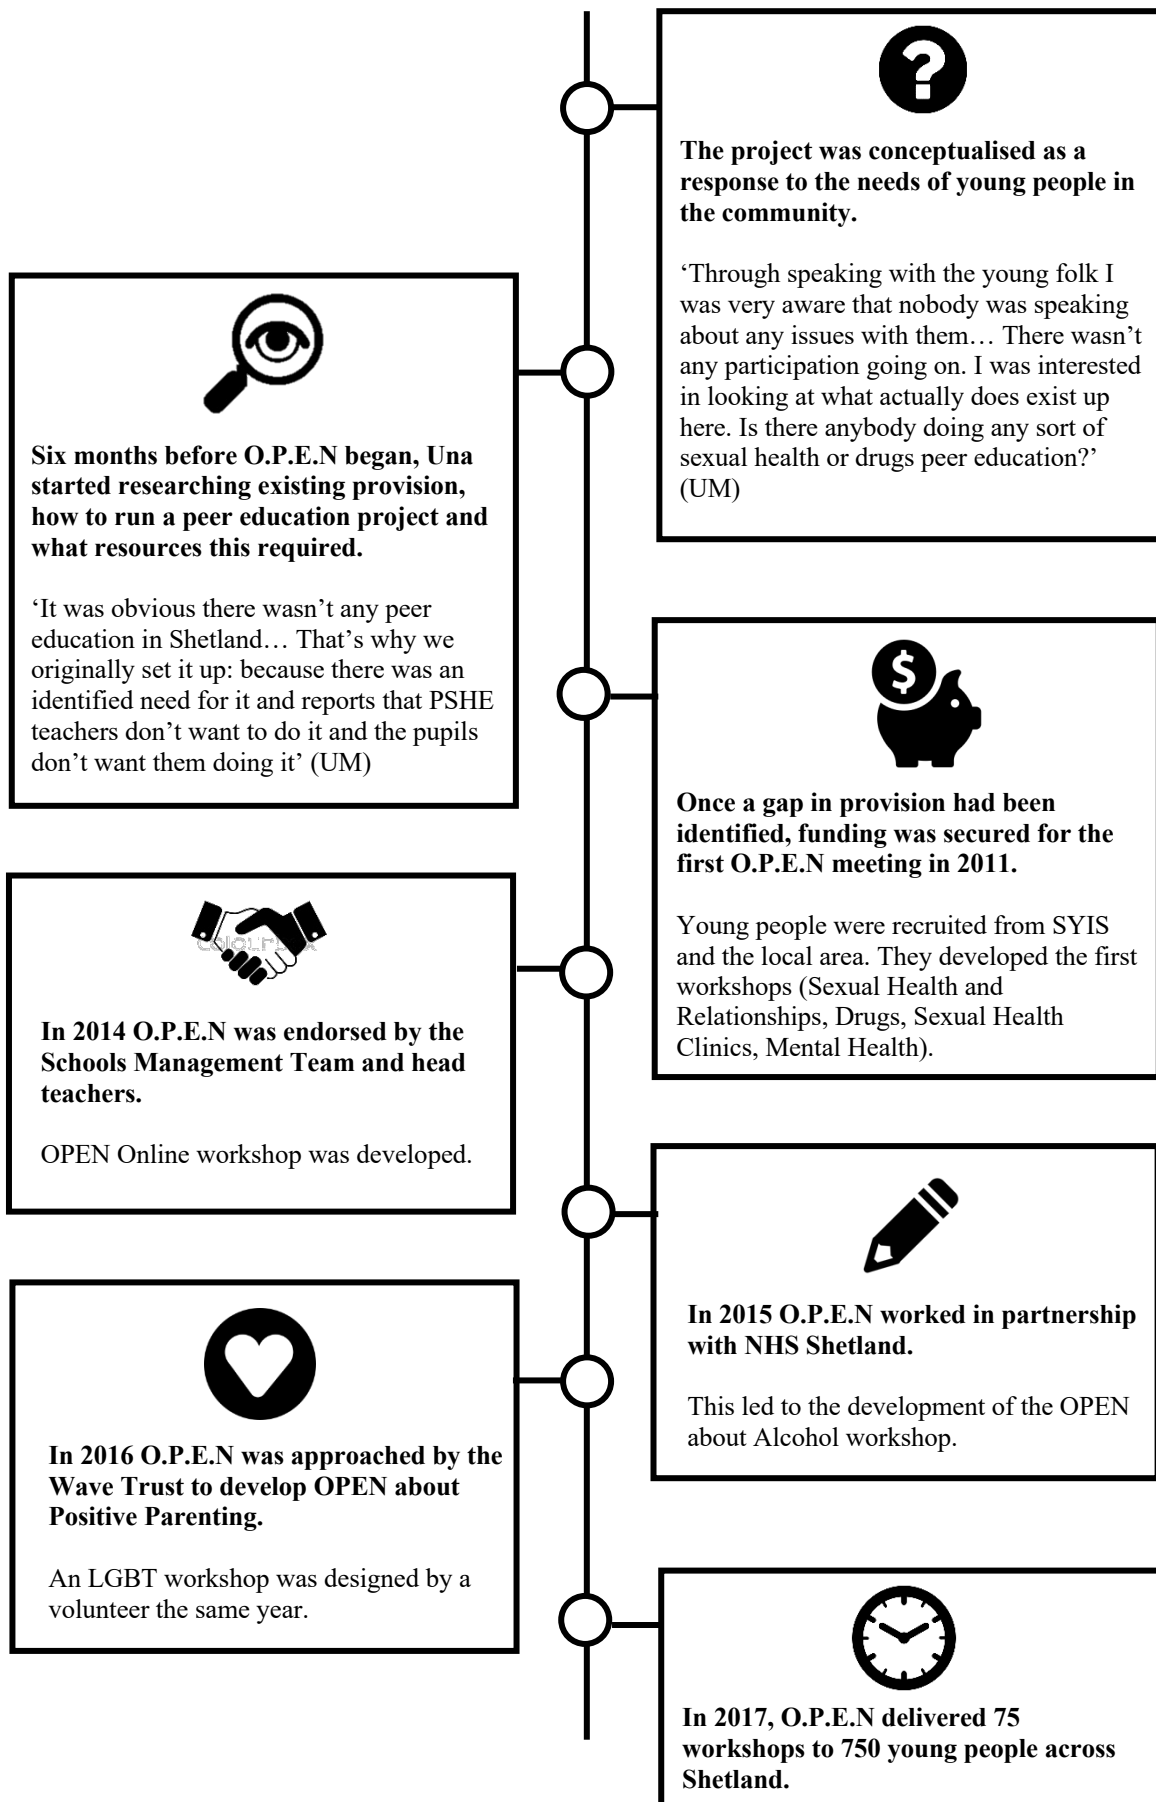 The project was conceptualised as a
response to the needs of young people in
the community.
‘Through speaking with the young folk I
was very aware that nobody was speaking
about any issues with them… There wasn’t
any participation going on. I was interested
in looking at what actually does exist up
here. Is there anybody doing any sort of
sexual health or drugs peer education?’
(UM)
Six months before O.P.E.N began, Una
started researching existing provision,
how to run a peer education project and
what resources this required.
‘It was obvious there wasn’t any peer
education in Shetland… That’s why we
originally set it up: because there was an
identified need for it and reports that PSHE
teachers don’t want to do it and the pupils
don’t want them doing it’ (UM)
$
Once a gap in provision had been
identified, funding was secured for the
first O.P.E.N meeting in 2011.
Young people were recruited from SYIS
and the local area. They developed the first
workshops (Sexual Health and
Relationships, Drugs, Sexual Health
Clinics, Mental Health).
In 2014 O.P.E.N was endorsed by the
Schools Management Team and head
teachers.
OPEN Online workshop was developed.
In 2015 O.P.E.N worked in partnership
with NHS Shetland.
This led to the development of the OPEN
about Alcohol workshop.
In 2016 O.P.E.N was approached by the
Wave Trust to develop OPEN about
Positive Parenting.
An LGBT workshop was designed by a
volunteer the same year.
In 2017, O.P.E.N delivered 75
workshops to 750 young people across
Shetland.